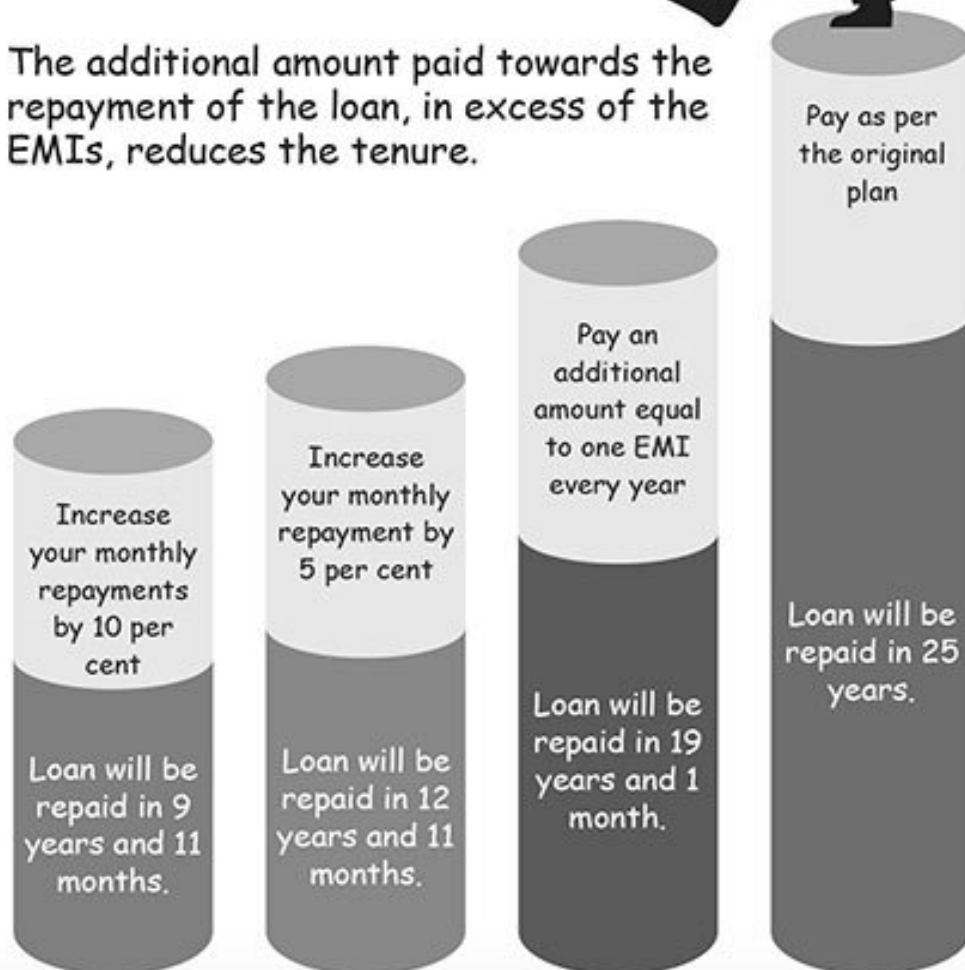 The additional amount paid towards the
repayment of the loan, in excess of the
EMIs, reduces the tenure.
Increase
your monthly
repayments
by 10 per
cent
Loan will be
repaid in 9
years and 11
months.
Increase
your monthly
repayment by
5 per cent
Loan will be
repaid in 12
years and 11
months.
Pay an
additional
amount equal
to one EMI
every year
Loan will be
repaid in 19
years and 1
month.
Pay as per
the original
plan
Loan will be
repaid in 25
years.